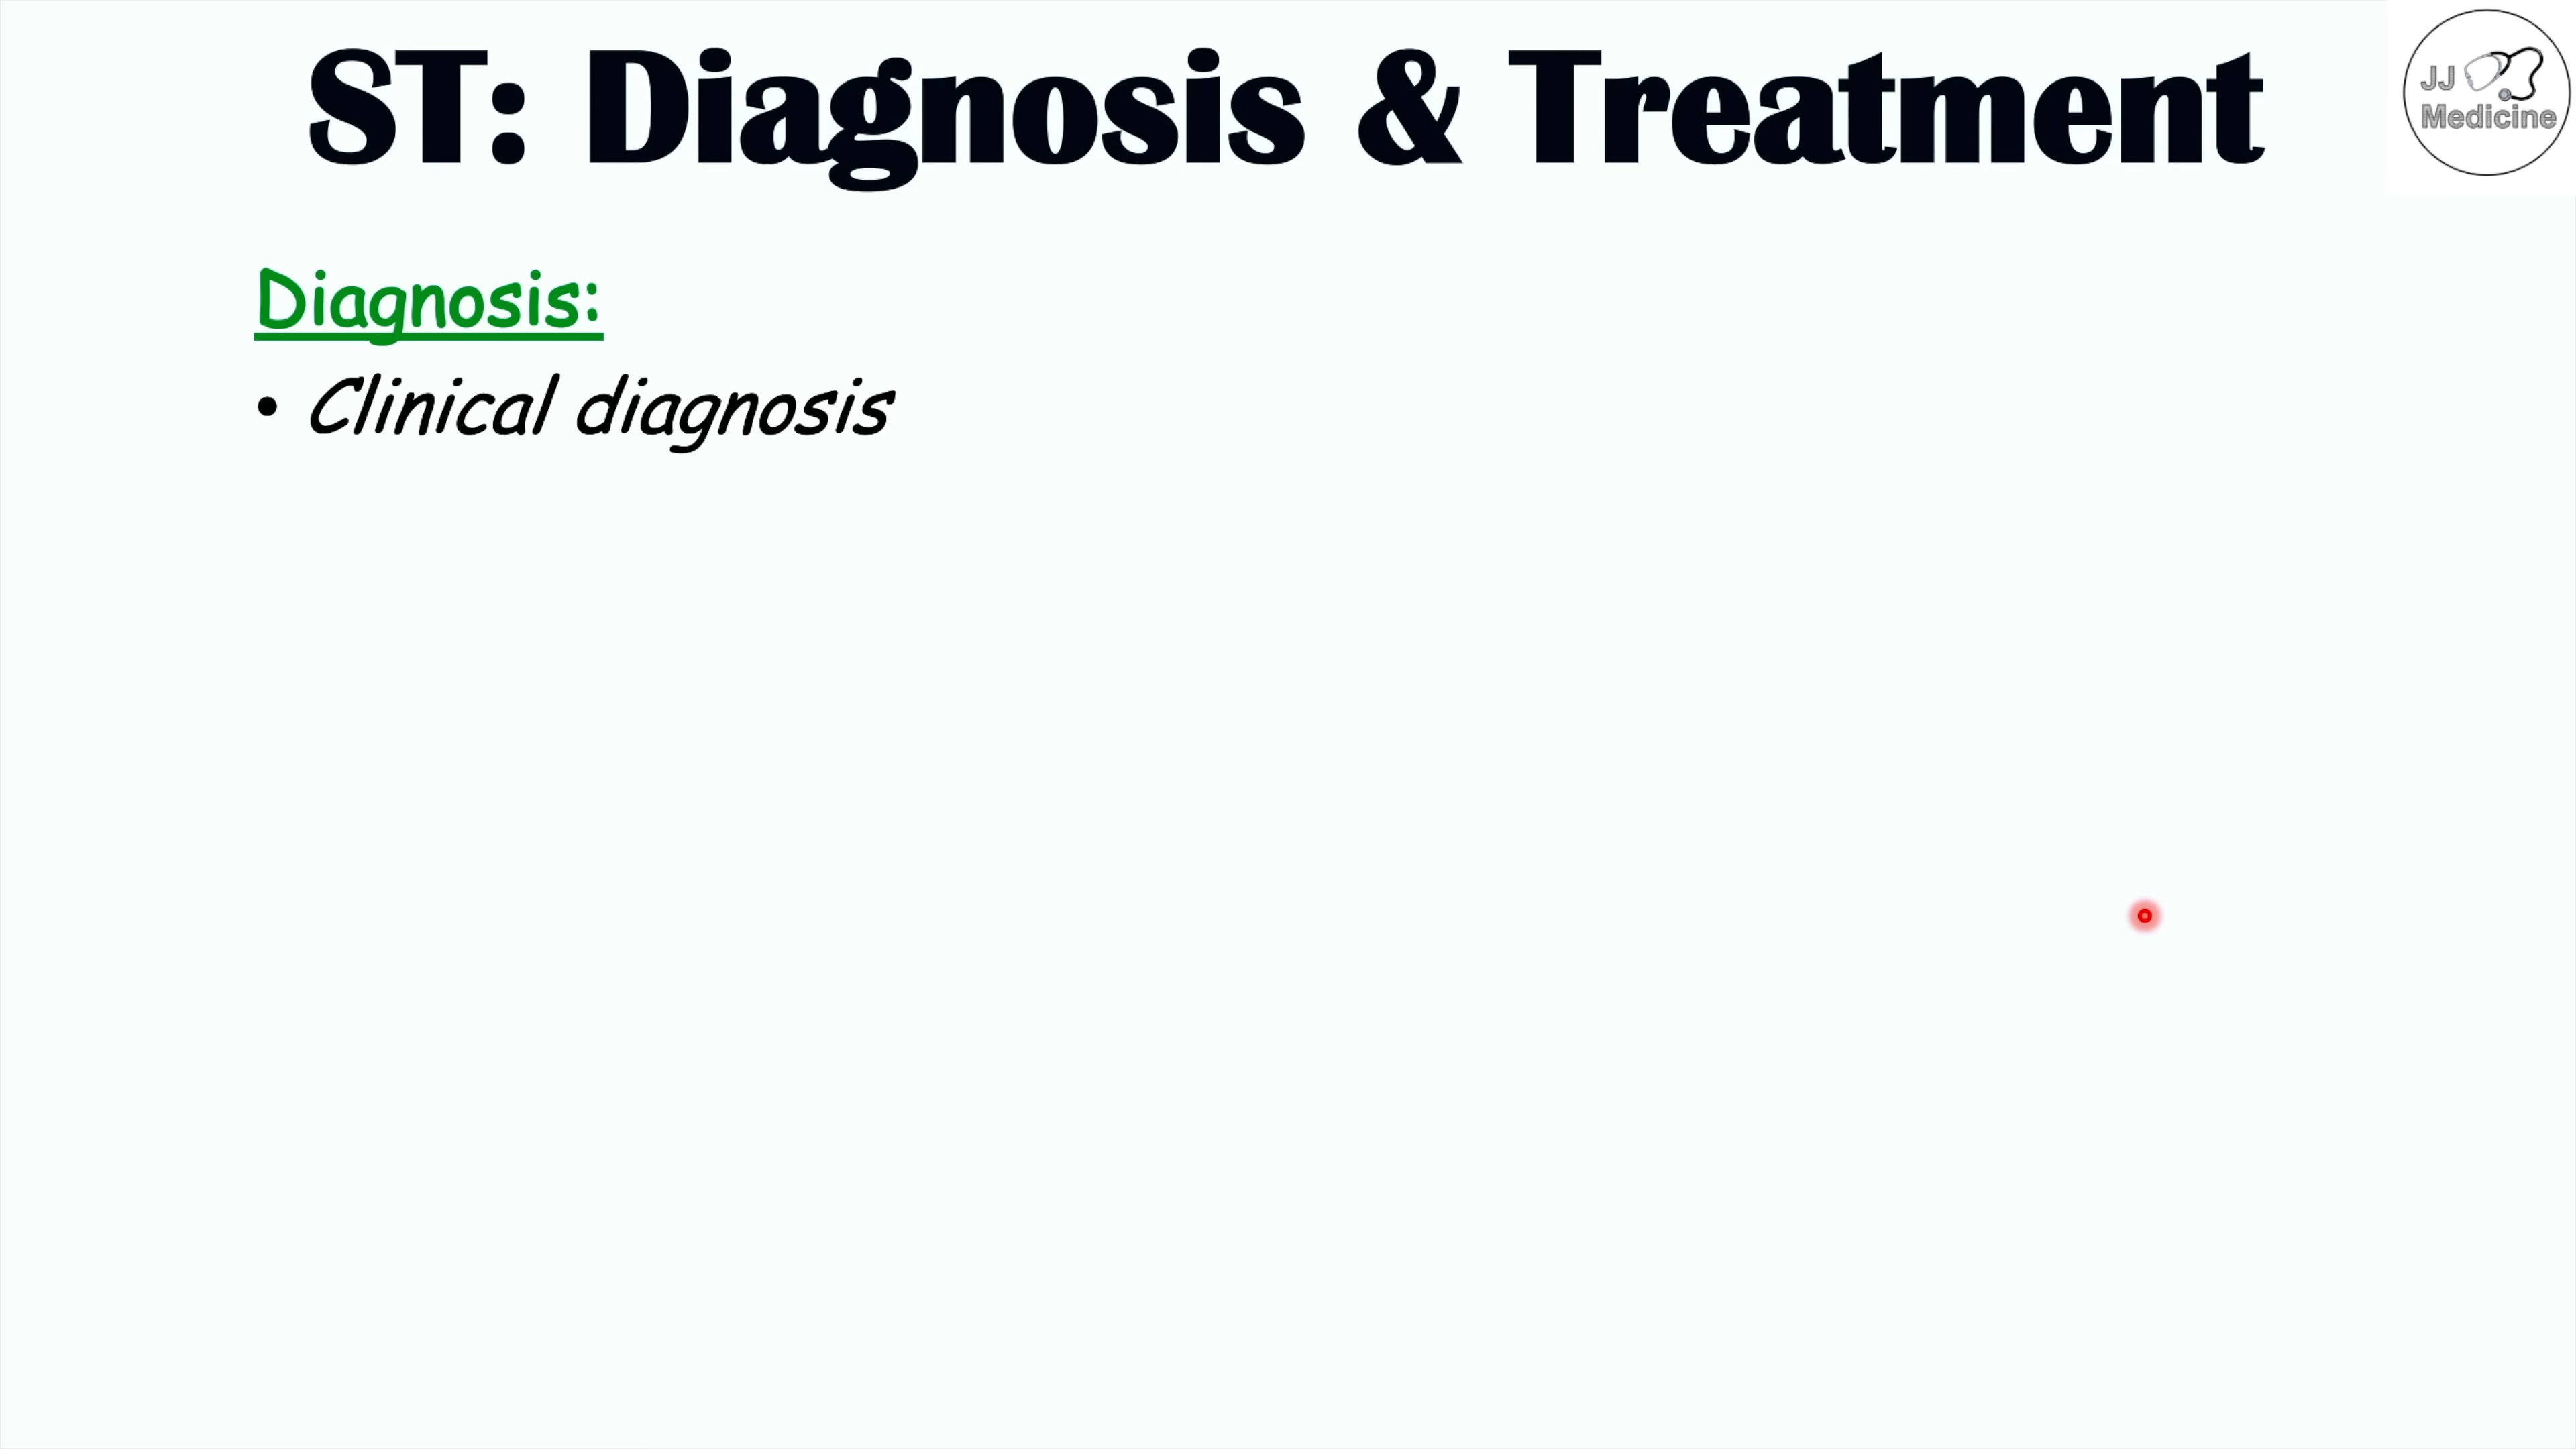 ST: Diagnosis & Treatment
JJ
Medicine
Diagnosis:
• Clinical diagnosis